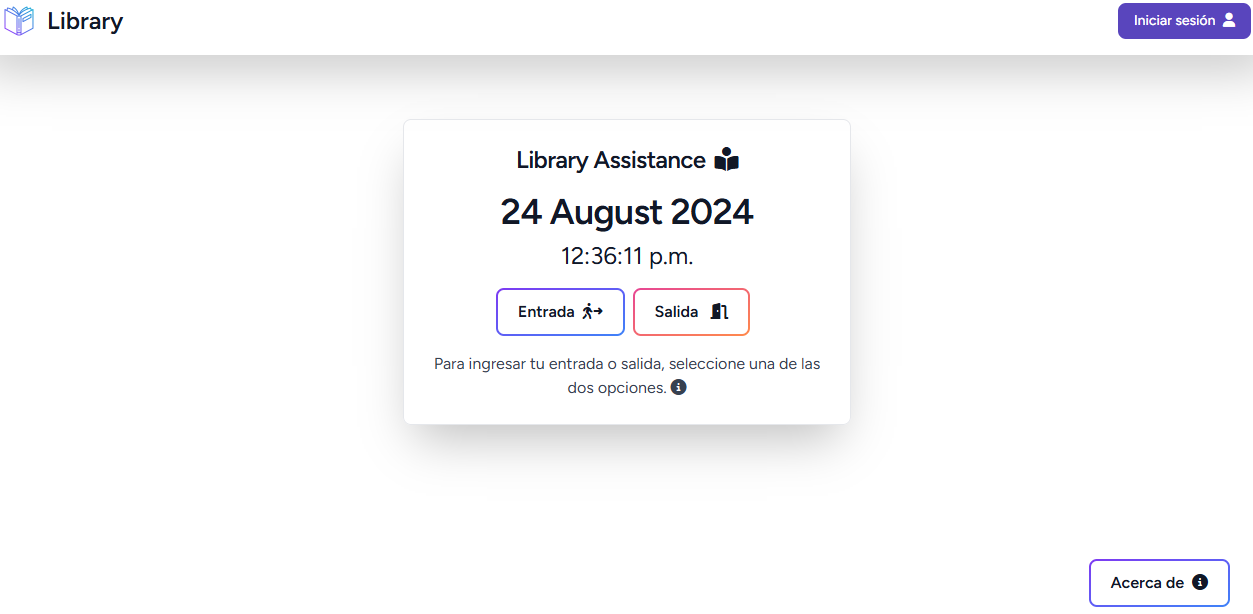 Library
Iniciar sesión
Library Assistance
24 August 2024
12:36:11 p.m.
Entrada
Salida
Para ingresar tu entrada o salida, seleccione una de las
dos opciones.
Acerca de